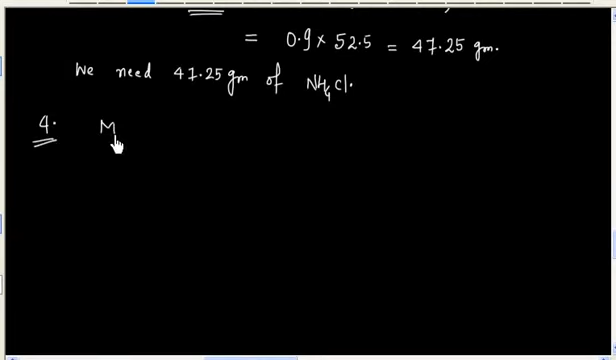 = 0.9 × 52.5 = 47.25 gm.
We need 47.25 gm of NH₄Cl.
4. M